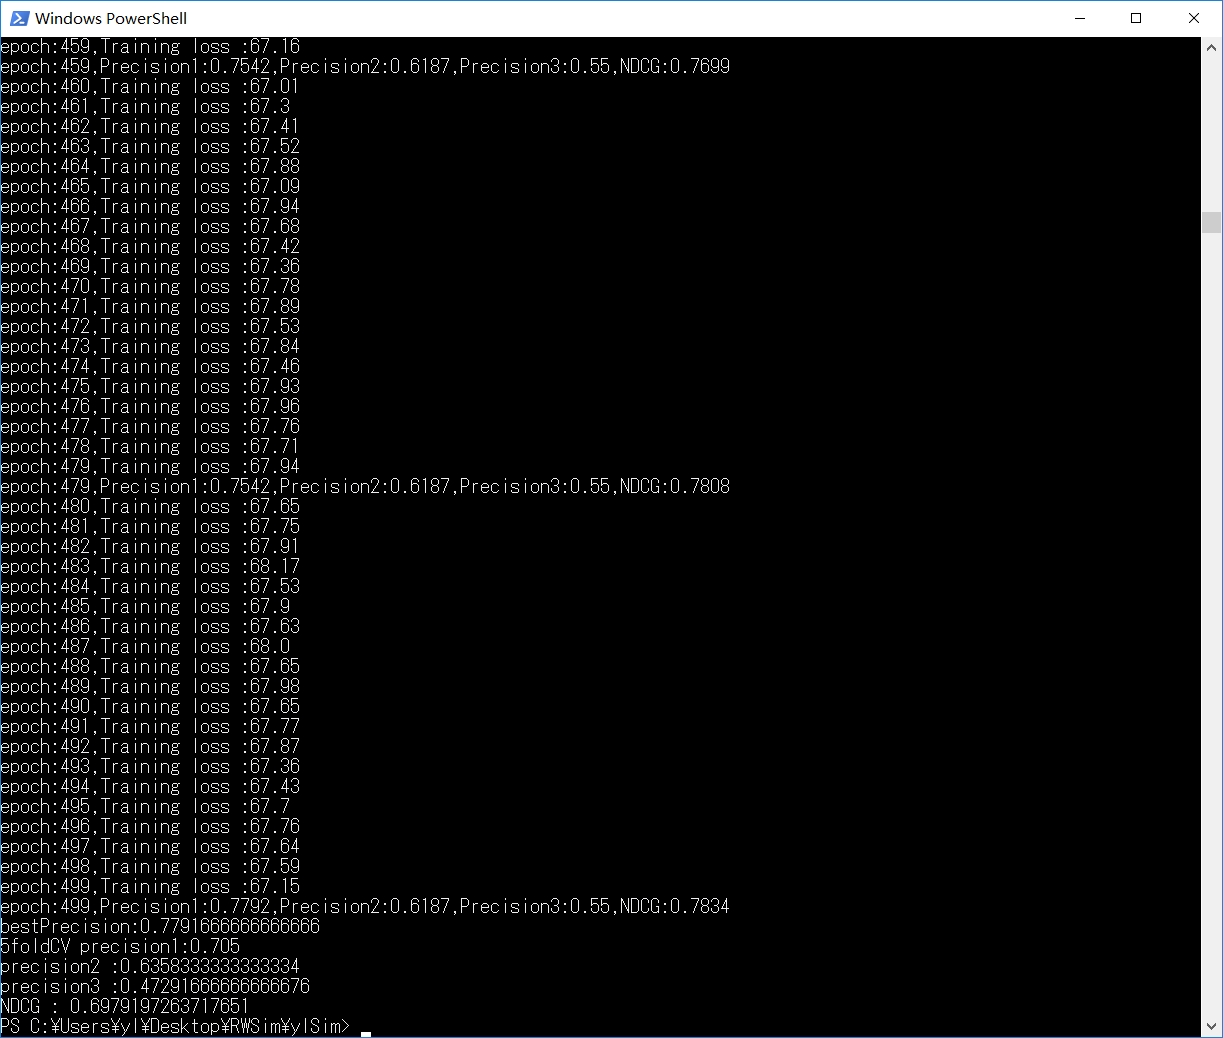 Windows PowerShell
epoch:459,Training loss :67.16
epoch:459,Precision1:0.7542,Precision2:0.6187,Precision3:0.55,NDCG:0.7699
epoch:460,Training loss :67.01
epoch:461,Training loss :67.3
epoch:462,Training loss :67.41
epoch:463,Training loss :67.52
epoch:464,Training loss :67.88
epoch:465,Training loss :67.09
epoch:466,Training loss :67.94
epoch:467,Training loss :67.68
epoch:468,Training loss :67.42
epoch:469,Training loss :67.36
epoch:470,Training loss :67.78
epoch:471,Training loss :67.89
epoch:472,Training loss :67.53
epoch:473,Training loss :67.84
epoch:474,Training loss :67.46
epoch:475,Training loss :67.93
epoch:476,Training loss :67.96
epoch:477,Training loss :67.76
epoch:478,Training loss :67.71
epoch:479,Training loss :67.94
epoch:479,Precision1:0.7542,Precision2:0.6187,Precision3:0.55,NDCG:0.7808
epoch:480,Training loss :67.65
epoch:481,Training loss :67.75
epoch:482,Training loss :67.91
epoch:483,Training loss :68.17
epoch:484,Training loss :67.53
epoch:485,Training loss :67.9
epoch:486,Training loss :67.63
epoch:487,Training loss :68.0
epoch:488,Training loss :67.65
epoch:489,Training loss :67.98
epoch:490,Training loss :67.65
epoch:491,Training loss :67.77
epoch:492,Training loss :67.87
epoch:493,Training loss :67.36
epoch:494,Training loss :67.43
epoch:495,Training loss :67.7
epoch:496,Training loss :67.76
epoch:497,Training loss :67.64
epoch:498,Training loss :67.59
epoch:499,Training loss :67.15
epoch:499,Precision1:0.7792,Precision2:0.6187,Precision3:0.55,NDCG:0.7834
bestPrecision:0.7791666666666666
5foldCV precision1:0.705
precision2 :0.6358333333333334
precision3 :0.47291666666666676
NDCG : 0.6979197263717651
PS C:¥Users¥yl¥Desktop¥RWSim¥ylSim>